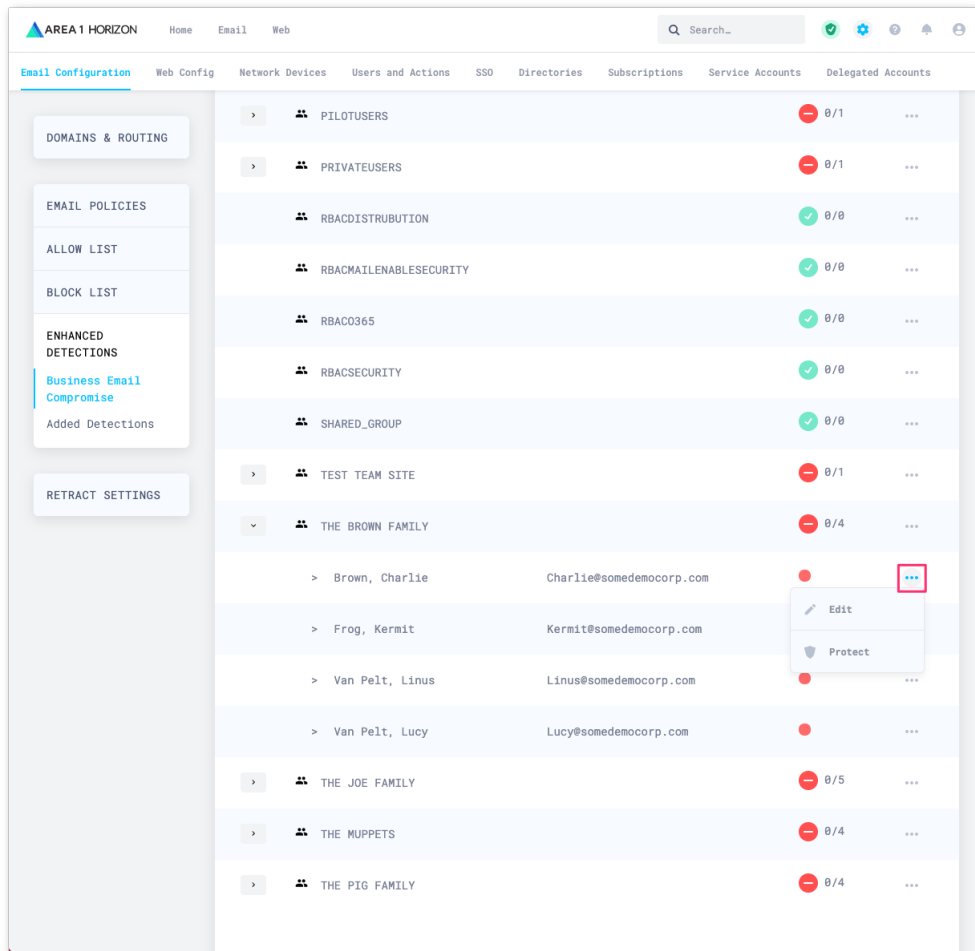 AREA 1 HORIZON Home Email Web Search…
Email Configuration Web Config Network Devices Users and Actions SSO Directories Subscriptions Service Accounts Delegated Accounts
DOMAINS & ROUTING
EMAIL POLICIES
ALLOW LIST
BLOCK LIST
ENHANCED
DETECTIONS
Business Email
Compromise
Added Detections
RETRACT SETTINGS
PILOTUSERS 0/1
PRIVATEUSERS 0/1
RBACDISTRUBUTION 0/0
RBACMAILENABLESECURITY 0/0
RBACO365 0/0
RBACSECURITY 0/0
SHARED_GROUP 0/0
TEST TEAM SITE 0/1
THE BROWN FAMILY 0/4
> Brown, Charlie Charlie@somedemocorp.com
Edit
> Frog, Kermit Kermit@somedemocorp.com
Protect
> Van Pelt, Linus Linus@somedemocorp.com
> Van Pelt, Lucy Lucy@somedemocorp.com
THE JOE FAMILY 0/5
THE MUPPETS 0/4
THE PIG FAMILY 0/4